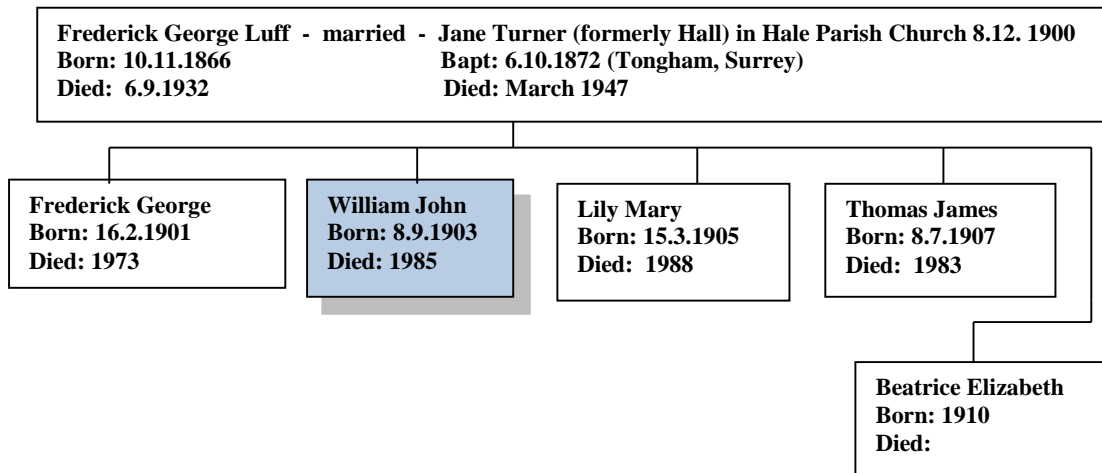 Frederick George Luff - married - Jane Turner (formerly Hall) in Hale Parish Church 8.12. 1900
Born: 10.11.1866 Bapt: 6.10.1872 (Tongham, Surrey)
Died: 6.9.1932 Died: March 1947
Frederick George
Born: 16.2.1901
Died: 1973
William John
Born: 8.9.1903
Died: 1985
Lily Mary
Born: 15.3.1905
Died: 1988
Thomas James
Born: 8.7.1907
Died: 1983
Beatrice Elizabeth
Born: 1910
Died: